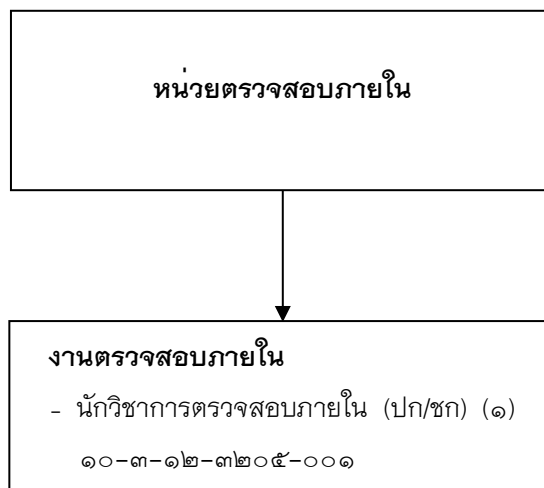 หน่วยตรวจสอบภายใน
งานตรวจสอบภายใน
- นักวิชาการตรวจสอบภายใน (ปก/ชก) (๑)
๑๐-๓-๑๒-๓๒๐๕-๐๐๑